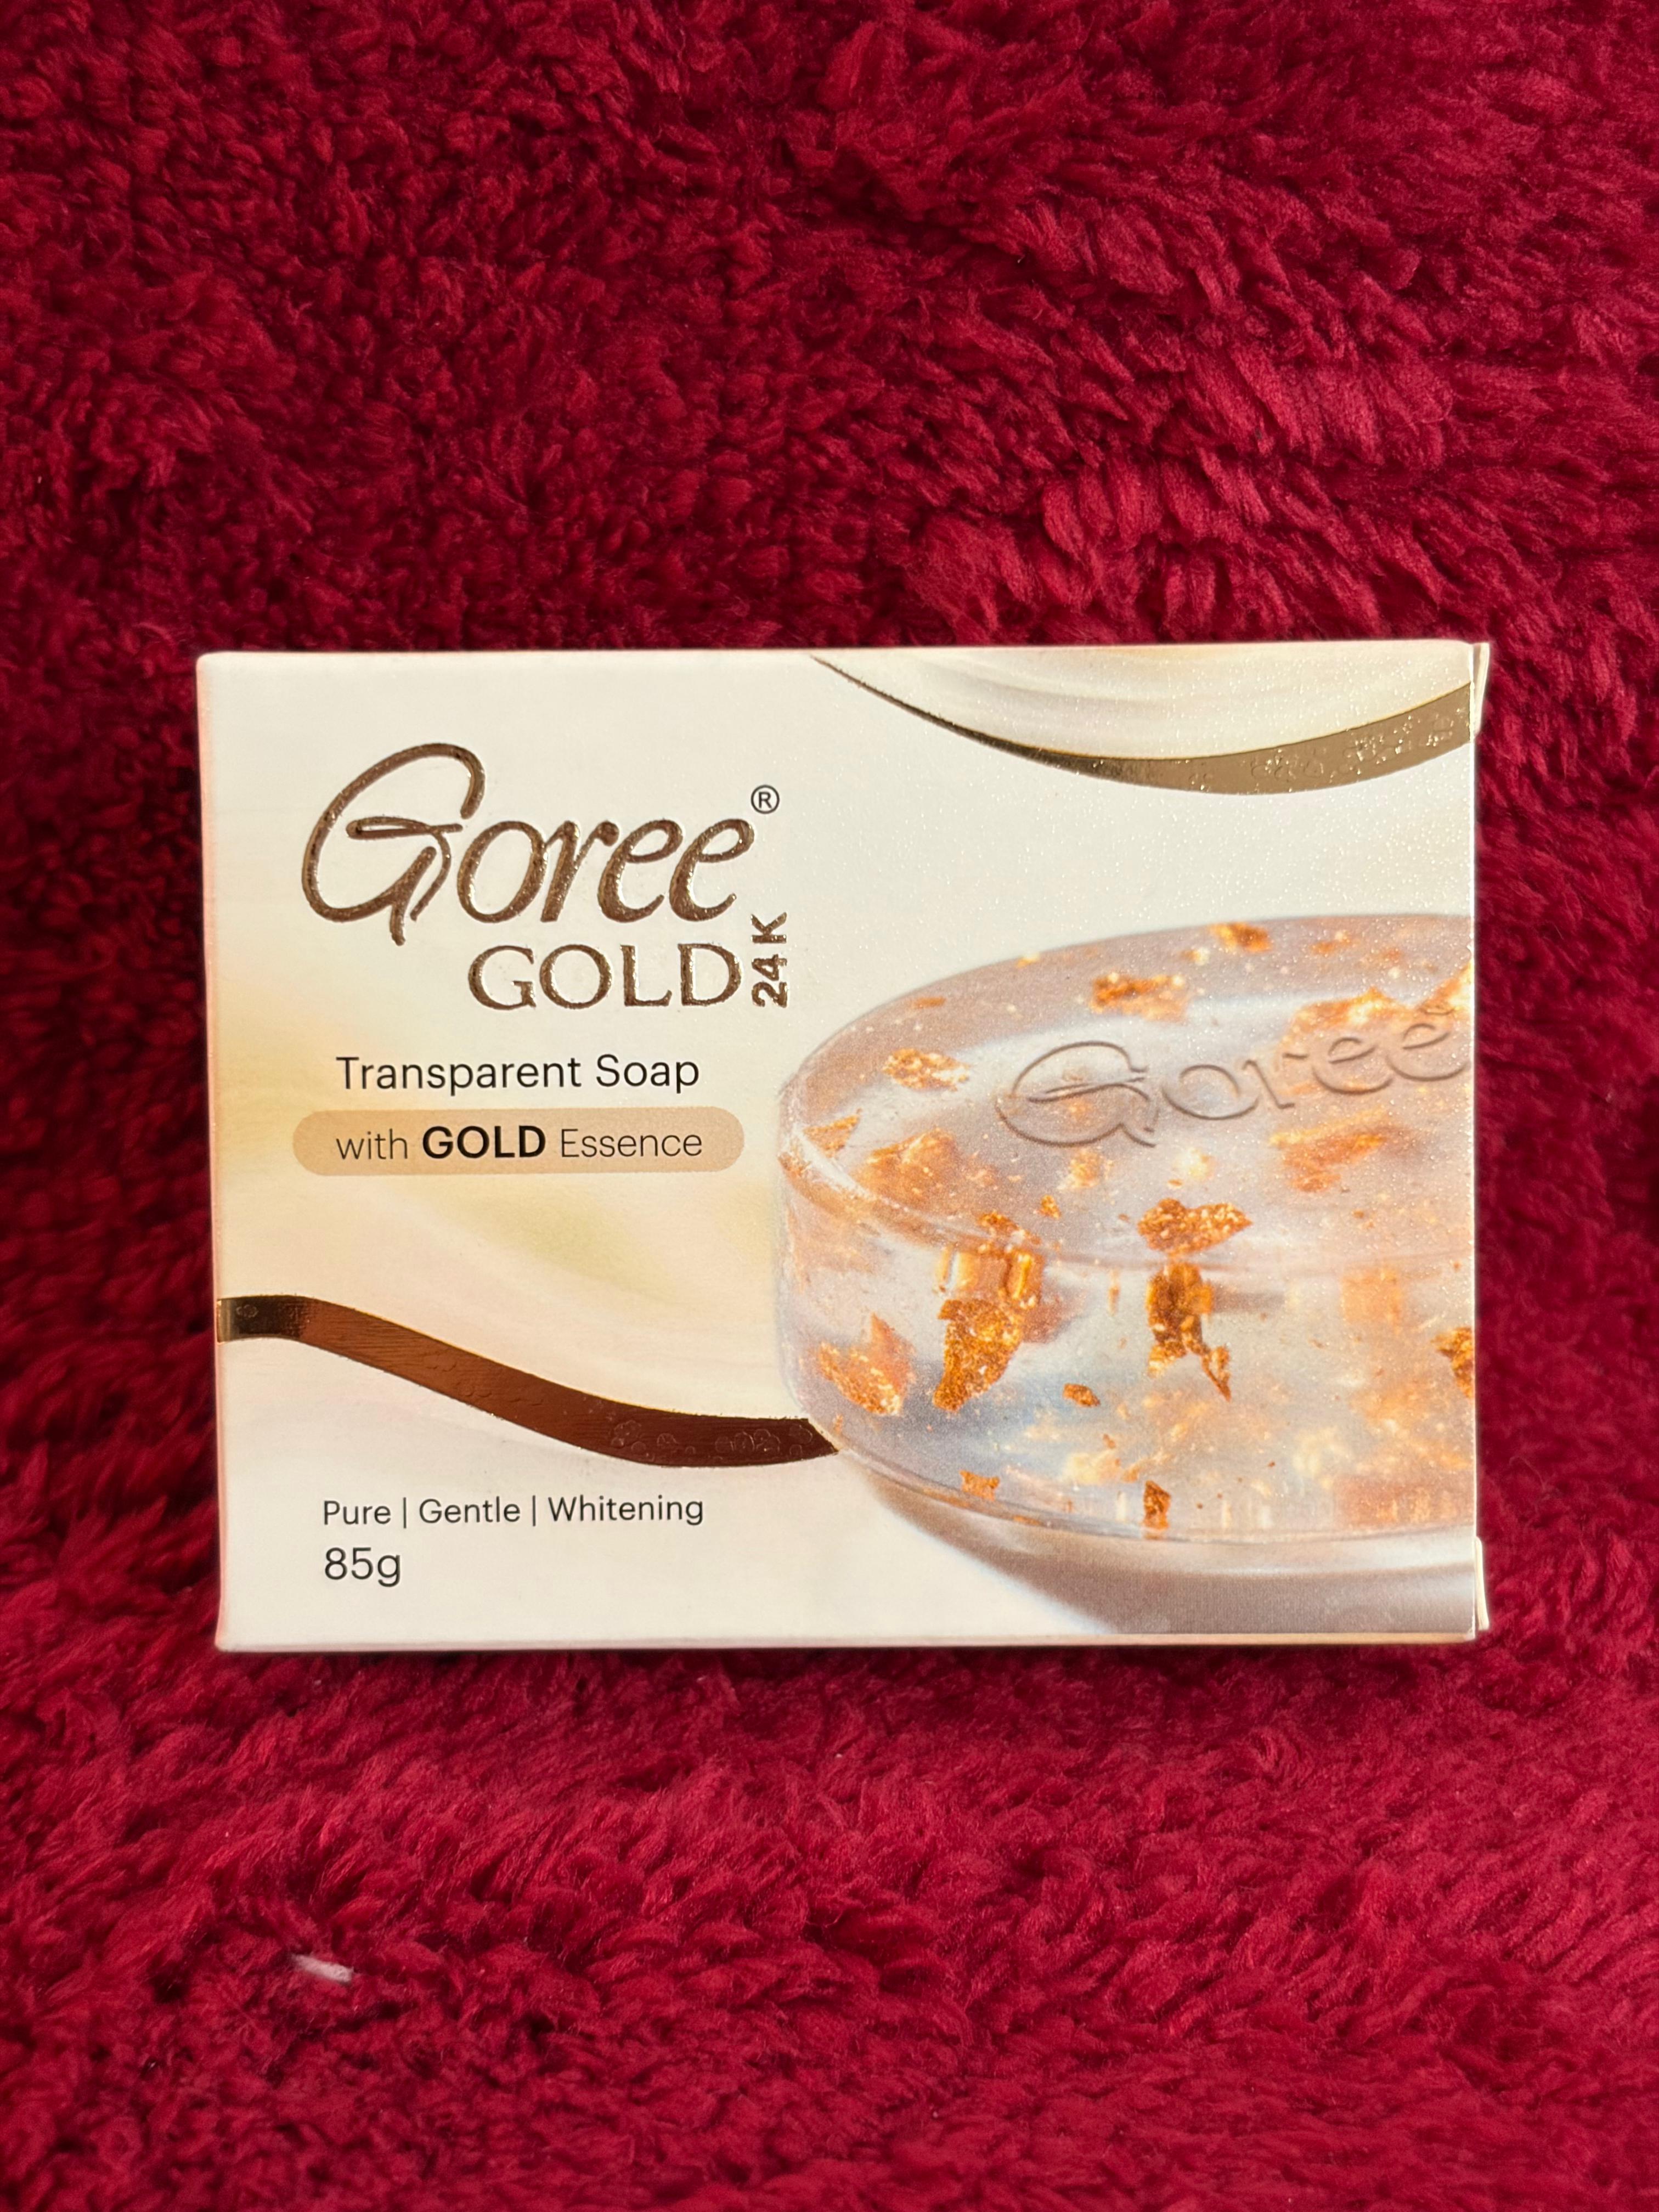 Goree®
GOLD 24K
Transparent Soap
with GOLD Essence
Goree
Pure | Gentle | Whitening
85g